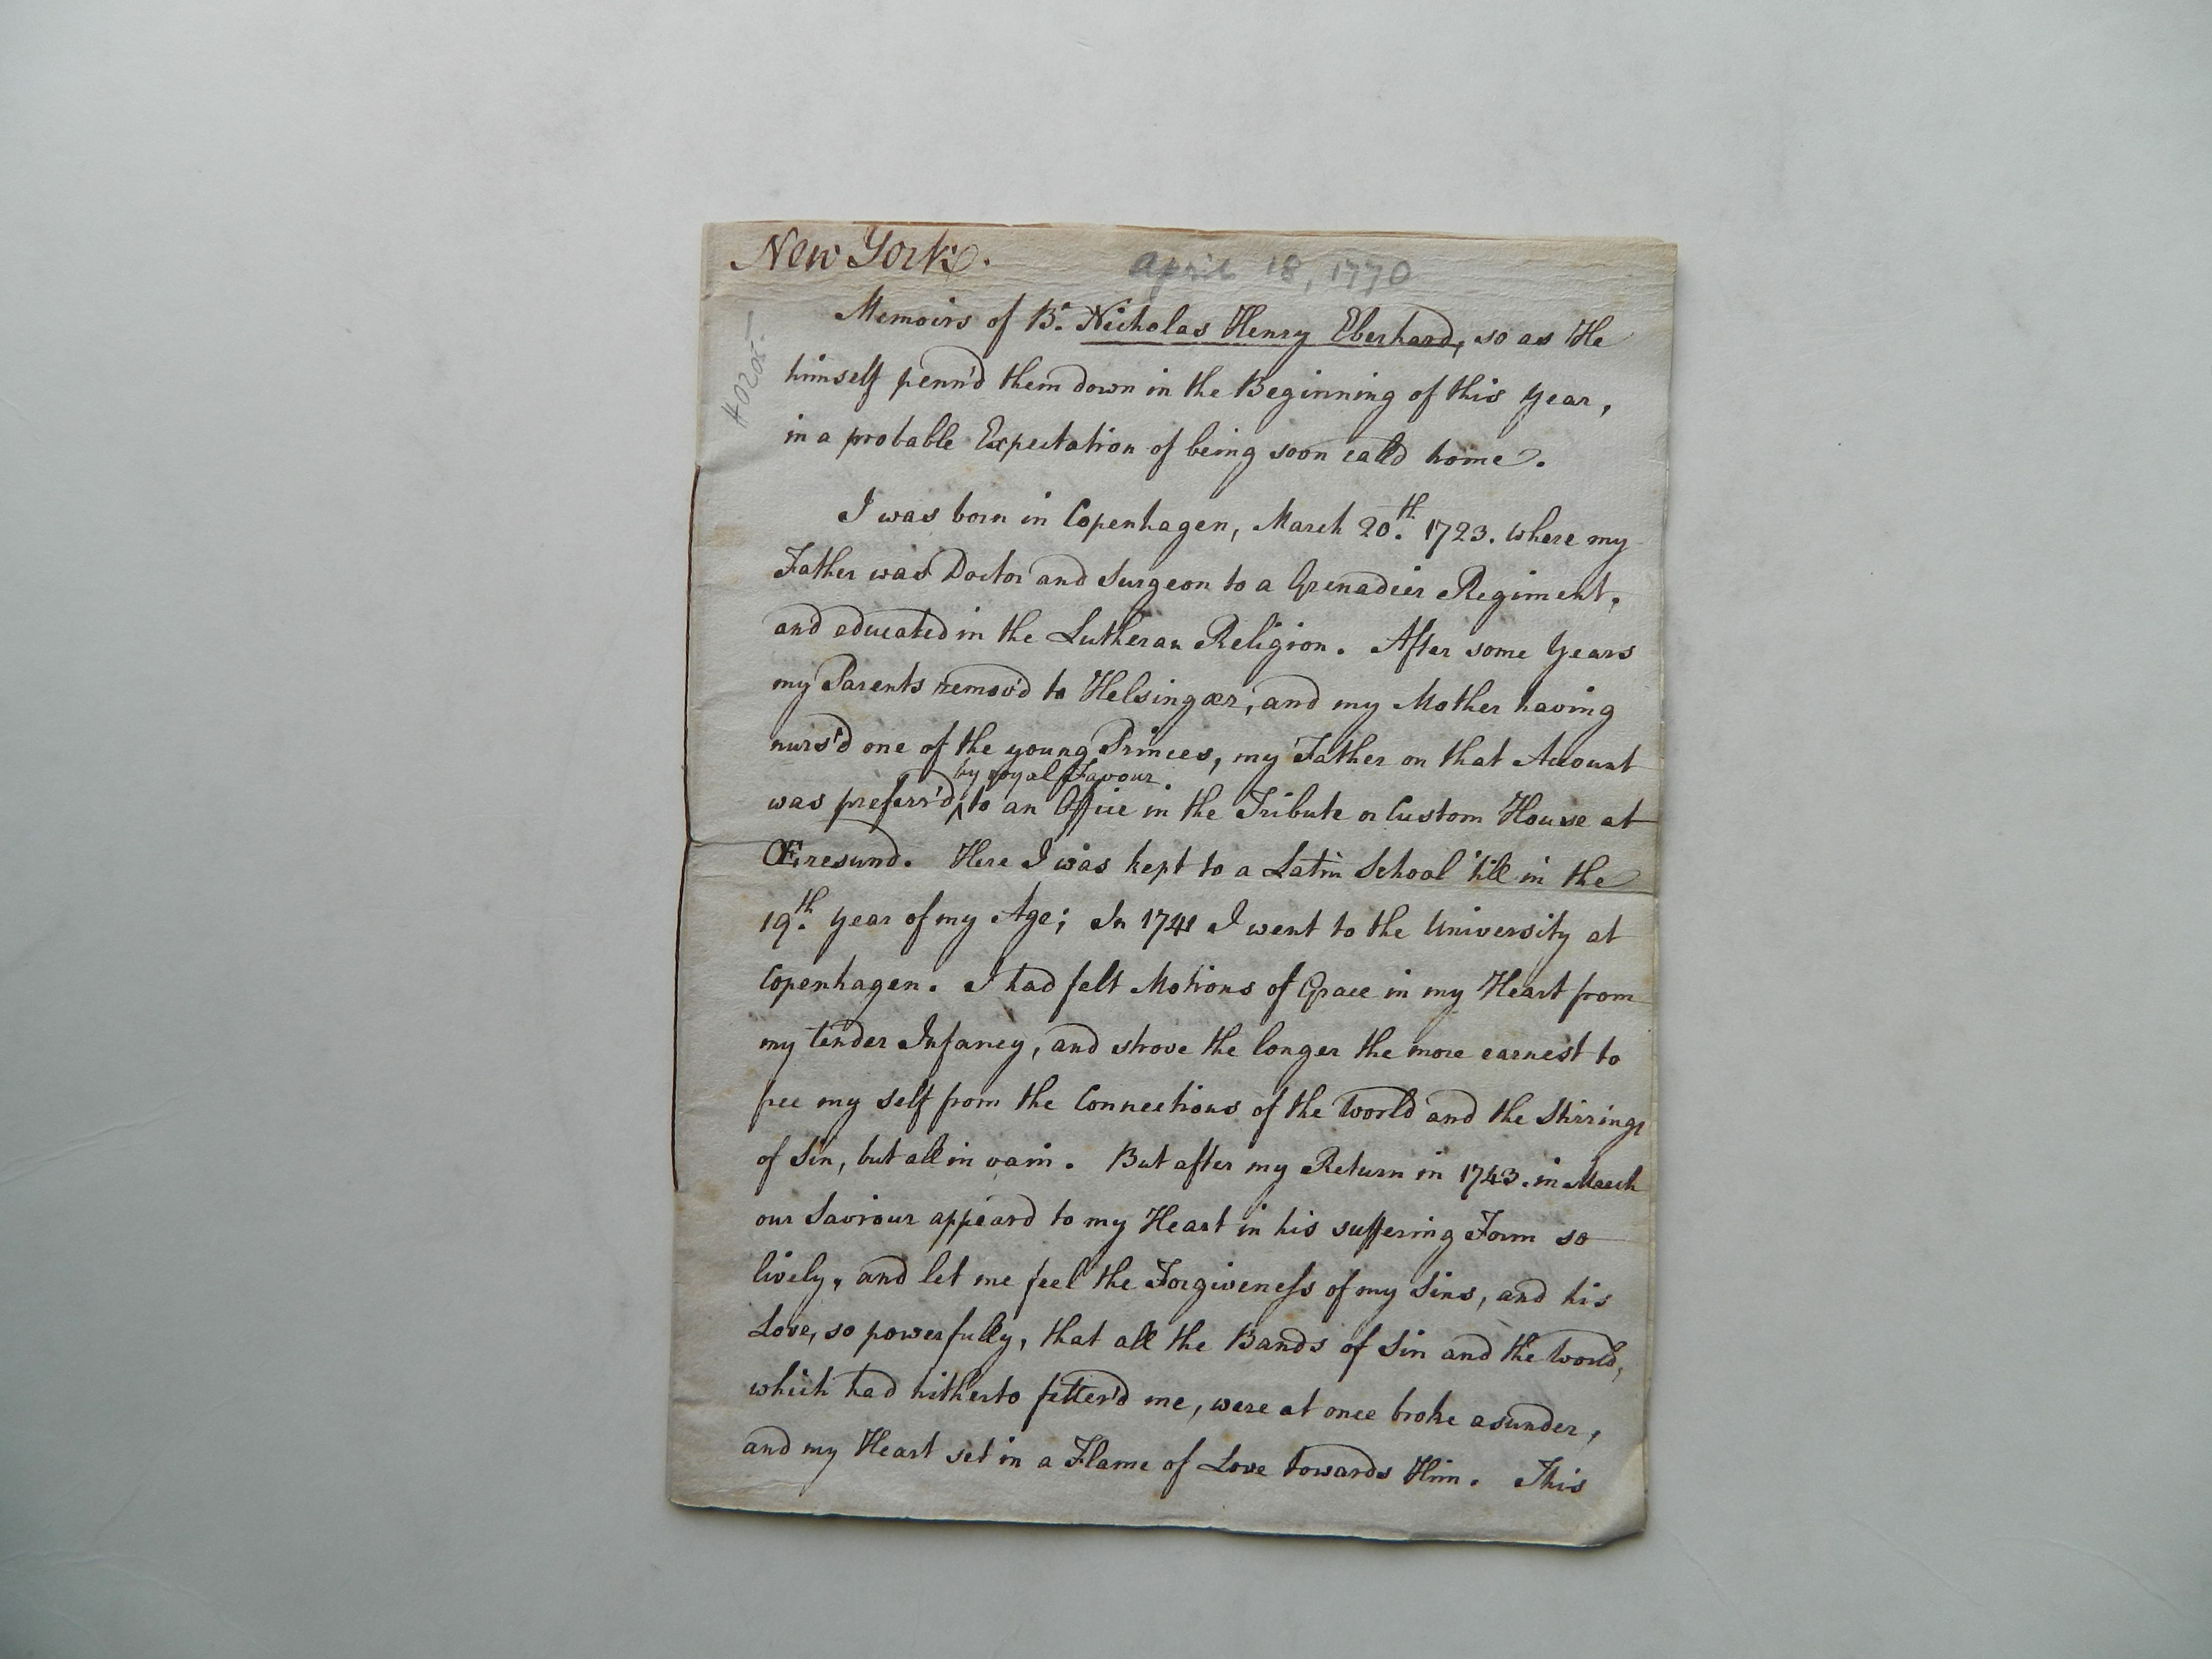 New York.
April 18, 1770
Memoirs of Br. Nicholas Henry Eberhard, so as He
himself penn'd them down in the Beginning of this Year,
in a probable Expectation of being soon call'd home.
I was born in Copenhagen, March 20.th 1723. where my
Father was Doctor and Surgeon to a Grenadier Regiment,
and educated in the Lutheran Religion. After some Years
my Parents remov'd to Helsingœr, and my Mother having
nurs'd one of the young Princes, my Father on that Account
by royal Favour
was preferr'd to an Office in the Tribute or Custom House at
Œresund. Here I was kept to a Latin School 'till in the
19.th Year of my Age; In 1741 I went to the University at
Copenhagen. I had felt Motions of Grace in my Heart from
my tender Infancy, and strove the longer the more earnest to
free my self from the Connections of the World and the Stirrings
of Sin, but all in vain. But after my Return in 1743. in March
our Saviour appeard to my Heart in his suffering Form so
lively, and let me feel the Forgiveness of my Sins, and his
Love, so powerfully, that all the Bands of Sin and the World,
which had hitherto fetter'd me, were at once broke asunder,
and my Heart set in a Flame of Love towards Him. This